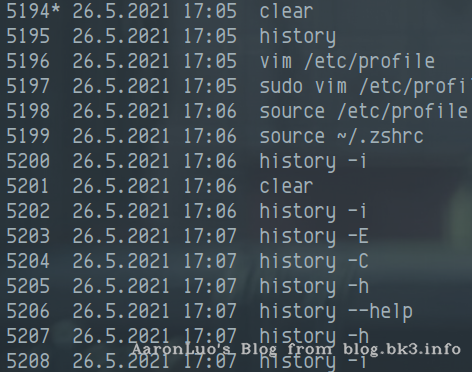 5194* 26.5.2021 17:05  clear
5195  26.5.2021 17:05  history
5196  26.5.2021 17:05  vim /etc/profile
5197  26.5.2021 17:05  sudo vim /etc/profi
5198  26.5.2021 17:06  source /etc/profile
5199  26.5.2021 17:06  source ~/.zshrc
5200  26.5.2021 17:06  history -i
5201  26.5.2021 17:06  clear
5202  26.5.2021 17:06  history -i
5203  26.5.2021 17:07  history -E
5204  26.5.2021 17:07  history -C
5205  26.5.2021 17:07  history -h
5206  26.5.2021 17:07  history --help
5207  26.5.2021 17:07  history -h
AaronLuo's Blog from blog.bk3.info
5208  26.5.2021 17:07  history -i